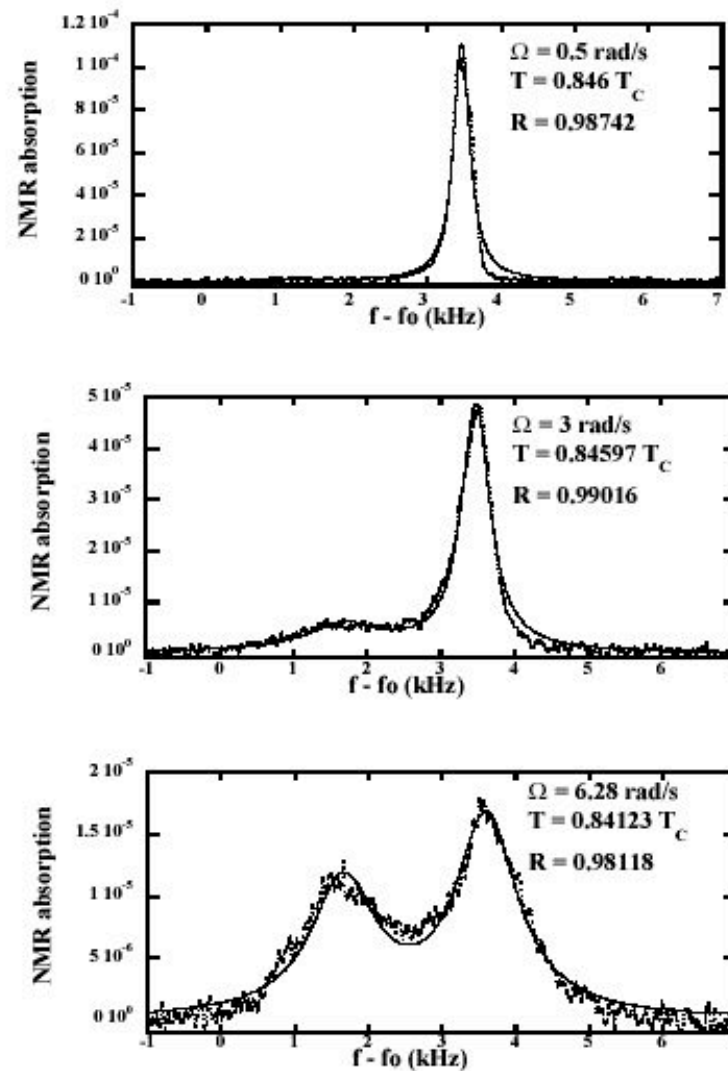 1.2 10⁻⁴
1 10⁻⁴
8 10⁻⁵
6 10⁻⁵
4 10⁻⁵
2 10⁻⁵
0 10⁰
NMR absorption
Ω = 0.5 rad/s
T = 0.846 T_C
R = 0.98742
-1 0 1 2 3 4 5 6 7
f - fo (kHz)
5 10⁻⁵
4 10⁻⁵
3 10⁻⁵
2 10⁻⁵
1 10⁻⁵
0 10⁰
NMR absorption
Ω = 3 rad/s
T = 0.84597 T_C
R = 0.99016
-1 0 1 2 3 4 5 6
f - fo (kHz)
2 10⁻⁵
1.5 10⁻⁵
1 10⁻⁵
5 10⁻⁶
0 10⁰
NMR absorption
Ω = 6.28 rad/s
T = 0.84123 T_C
R = 0.98118
-1 0 1 2 3 4 5 6
f - fo (kHz)